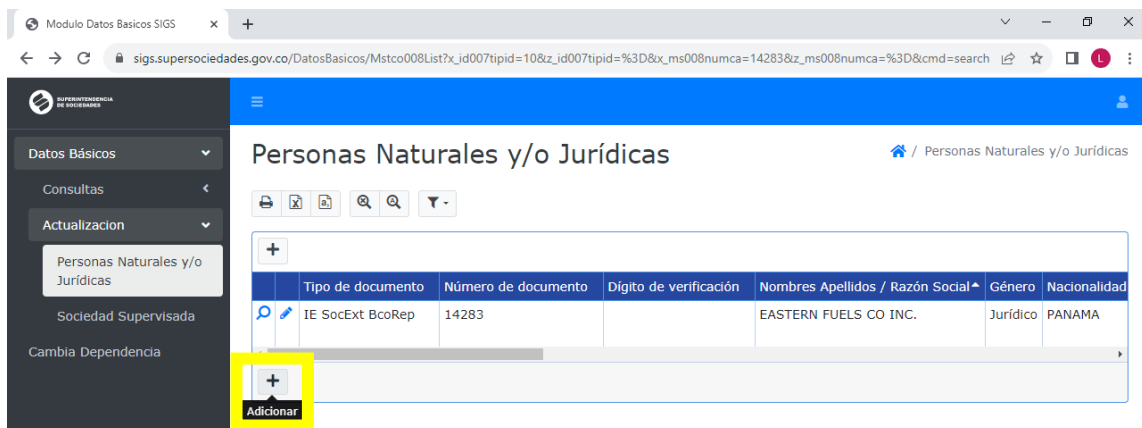 Modulo Datos Basicos SIGS
sigs.supersociedades.gov.co/DatosBasicos/Mstco008List?x_id007tipid=10&z_id007tipid=%3D&x_ms008numca=14283&z_ms008numca=%3D&cmd=search
L
SUPERINTENDENCIA
DE SOCIEDADES
Datos Básicos
Consultas
Actualizacion
Personas Naturales y/o
Jurídicas
Sociedad Supervisada
Cambia Dependencia
Personas Naturales y/o Jurídicas
/ Personas Naturales y/o Jurídicas
Tipo de documento Número de documento Dígito de verificación Nombres Apellidos / Razón Social Género Nacionalidad
IE SocExt BcoRep 14283 EASTERN FUELS CO INC. Jurídico PANAMA
Adicionar